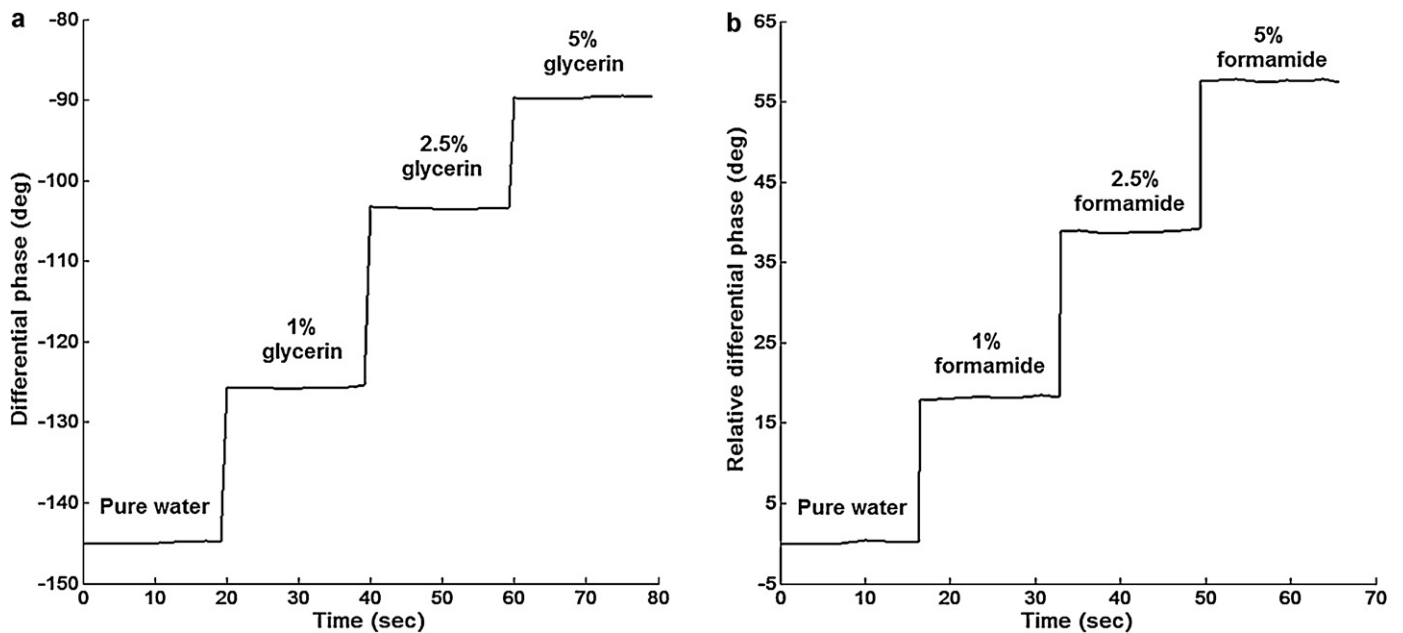 a
Differential phase (deg)
-80
-90
-100
-110
-120
-130
-140
-150
Pure water
1%
glycerin
2.5%
glycerin
5%
glycerin
0 10 20 30 40 50 60 70 80
Time (sec)
b
Relative differential phase (deg)
65
55
45
35
25
15
5
-5
Pure water
1%
formamide
2.5%
formamide
5%
formamide
0 10 20 30 40 50 60 70
Time (sec)